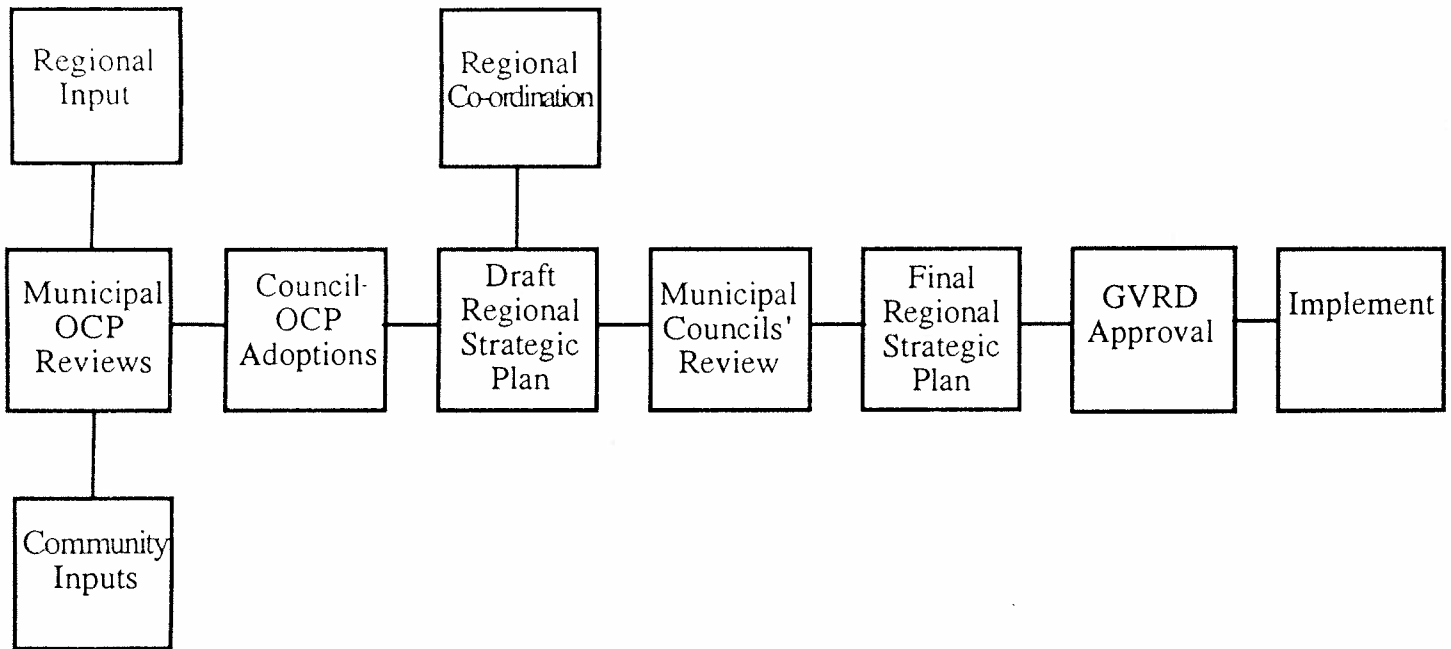 Regional
Input
Regional
Co-ordination
Municipal
OCP
Reviews
Council-
OCP
Adoptions
Draft
Regional
Strategic
Plan
Municipal
Councils'
Review
Final
Regional
Strategic
Plan
GVRD
Approval
Implement
Community
Inputs